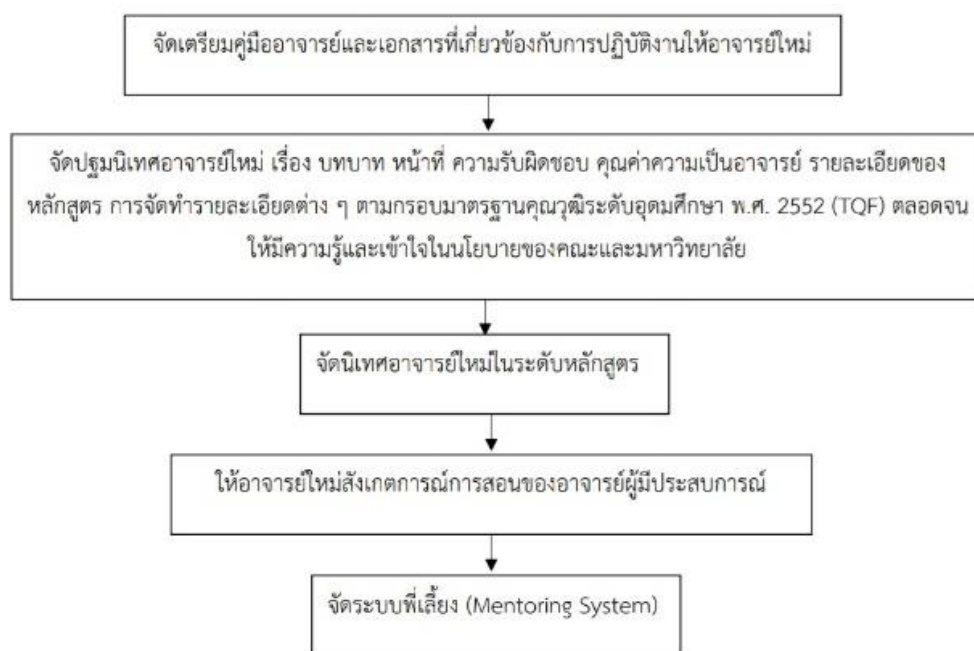 จัดเตรียมคู่มืออาจารย์และเอกสารที่เกี่ยวข้องกับการปฏิบัติงานให้อาจารย์ใหม่
จัดปฐมนิเทศอาจารย์ใหม่ เรื่อง บทบาท หน้าที่ ความรับผิดชอบ คุณค่าความเป็นอาจารย์ รายละเอียดของ
หลักสูตร การจัดทำรายละเอียดต่าง ๆ ตามกรอบมาตรฐานคุณวุฒิระดับอุดมศึกษา พ.ศ. 2552 (TQF) ตลอดจน
ให้มีความรู้และเข้าใจในนโยบายของคณะและมหาวิทยาลัย
จัดนิเทศอาจารย์ใหม่ในระดับหลักสูตร
ให้อาจารย์ใหม่สังเกตการณ์การสอนของอาจารย์ผู้มีประสบการณ์
จัดระบบพี่เลี้ยง (Mentoring System)